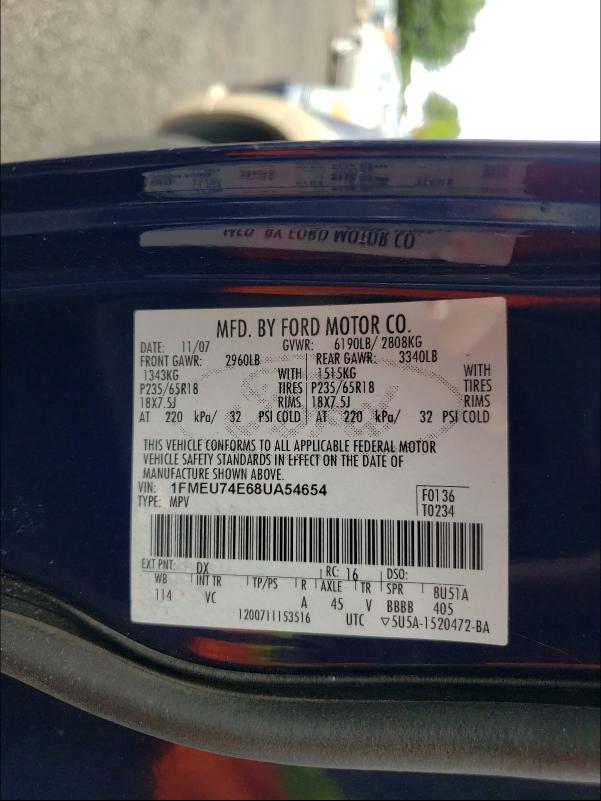 MFD. BY FORD MOTOR CO.
MFD. BY FORD MOTOR CO.
DATE: 11/07 GVWR: 6190LB/ 2808KG
FRONT GAWR: 2960LB REAR GAWR: 3340LB
1343KG WITH 1515KG WITH
P235/65R18 TIRES P235/65R18 TIRES
18X7.5J RIMS 18X7.5J RIMS
AT 220 kPa/ 32 PSI COLD AT 220 kPa/ 32 PSI COLD
THIS VEHICLE CONFORMS TO ALL APPLICABLE FEDERAL MOTOR
VEHICLE SAFETY STANDARDS IN EFFECT ON THE DATE OF
MANUFACTURE SHOWN ABOVE.
VIN: 1FMEU74E68UA54654 F0136
TYPE: MPV T0234
EXT PNT: DX RC: 16 DSO:
WB INT TR TP/PS R AXLE TR SPR 8U51A
114 VC A 45 V BBBB 405
1200711153516 UTC ▽5U5A-1520472-BA